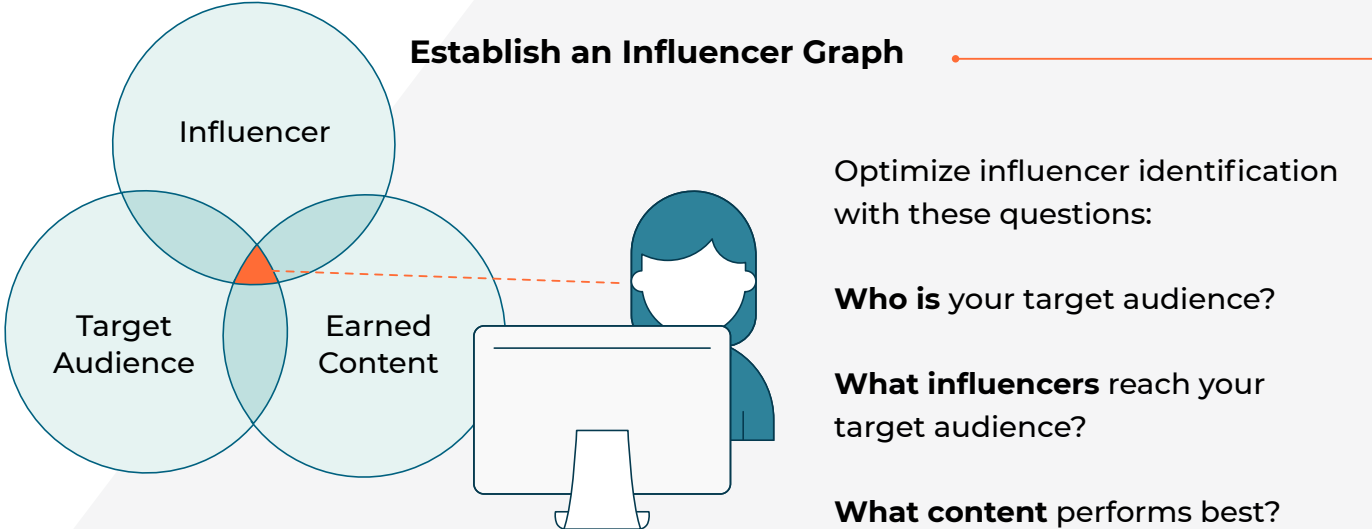 Establish an Influencer Graph
Influencer
Target
Audience
Earned
Content
Optimize influencer identification
with these questions:
Who is your target audience?
What influencers reach your
target audience?
What content performs best?